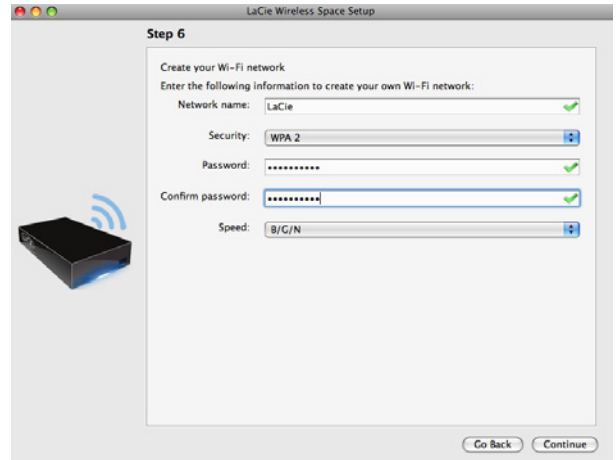 LaCie Wireless Space Setup
Step 6
Create your Wi-Fi network
Enter the following information to create your own Wi-Fi network:
Network name: LaCie
Security: WPA 2
Password: ••••••••••
Confirm password: ••••••••••
Speed: B/G/N
Go Back Continue